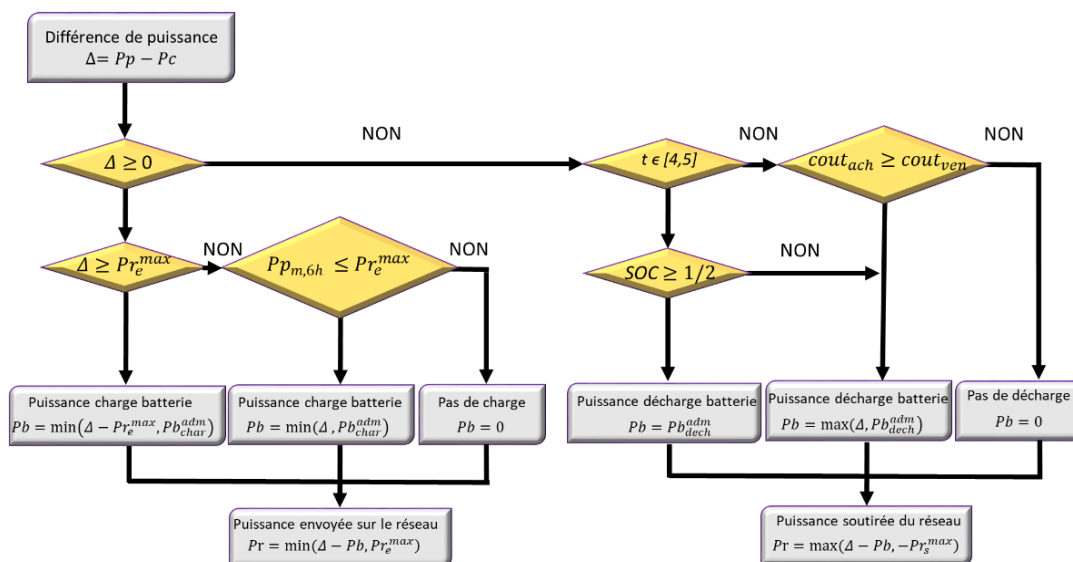 Différence de puissance
Δ= Pp − Pc
NON
Δ ≥ 0
t ϵ [4,5]
NON
cout_ach ≥ cout_ven
NON
Δ ≥ Pr_e^max
NON
Pp_m,6h ≤ Pr_e^max
NON
SOC ≥ 1/2
NON
Puissance charge batterie
Pb = min(Δ − Pr_e^max, Pb_char^adm)
Puissance charge batterie
Pb = min(Δ , Pb_char^adm)
Pas de charge
Pb = 0
Puissance décharge batterie
Pb = Pb_dech^adm
Puissance décharge batterie
Pb = max(Δ, Pb_dech^adm)
Pas de décharge
Pb = 0
Puissance envoyée sur le réseau
Pr = min(Δ − Pb, Pr_e^max)
Puissance soutirée du réseau
Pr = max(Δ − Pb, −Pr_s^max)